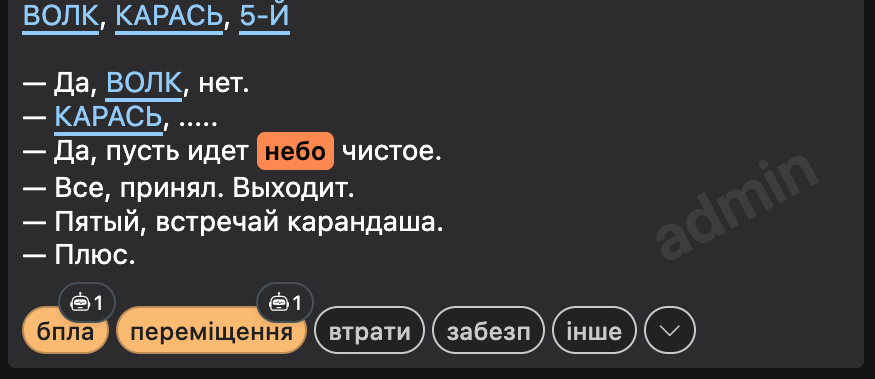 ВОЛК, КАРАСЬ, 5-Й
— Да, ВОЛК, нет.
— КАРАСЬ, .....
— Да, пусть идет небо чистое.
— Все, принял. Выходит.
— Пятый, встречай карандаша.
— Плюс.
admin
1 1
бпла переміщення втрати забезп інше